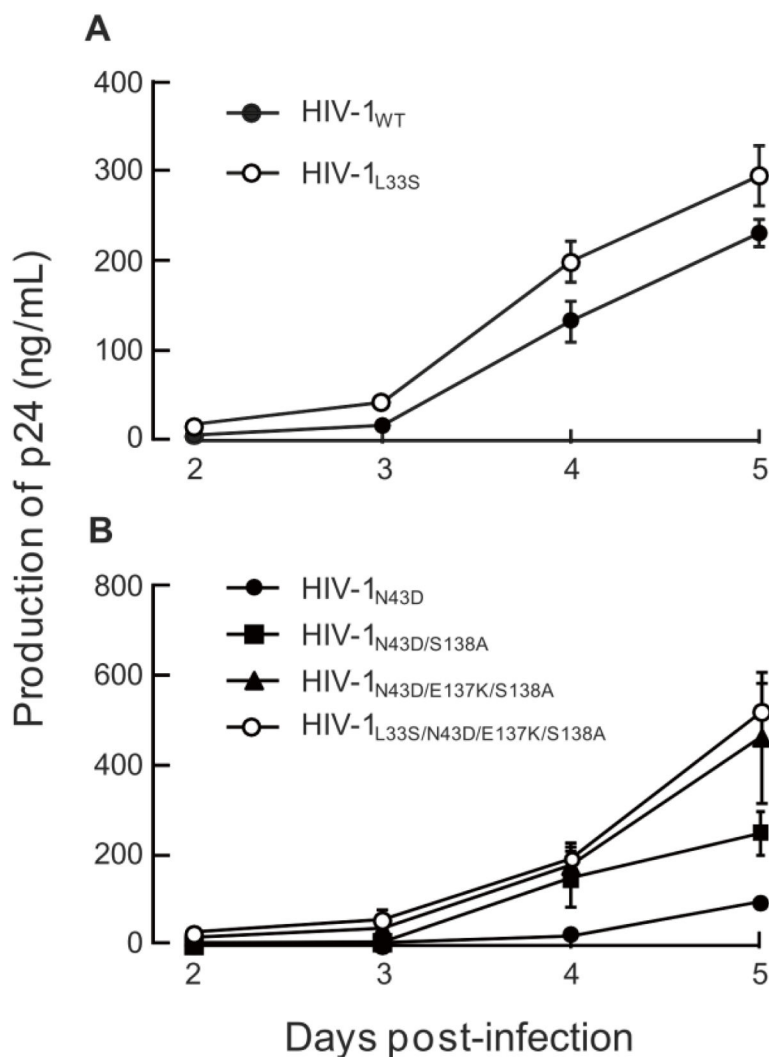 A
400
300
200
100
0
HIV-1WT
HIV-1L33S
2 3 4 5
B
800
600
400
200
0
HIV-1N43D
HIV-1N43D/S138A
HIV-1N43D/E137K/S138A
HIV-1L33S/N43D/E137K/S138A
2 3 4 5
Production of p24 (ng/mL)
Days post-infection